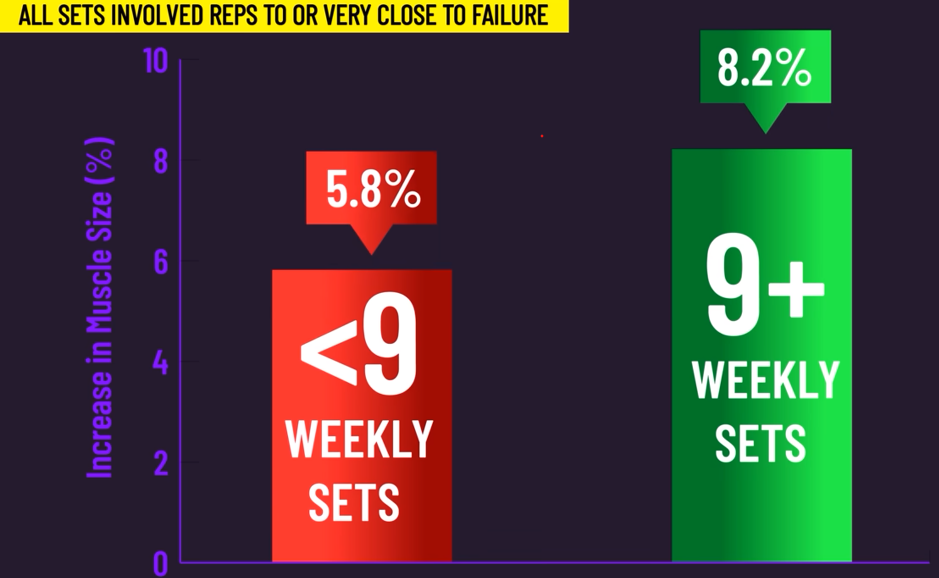 ALL SETS INVOLVED REPS TO OR VERY CLOSE TO FAILURE
10
8
6
4
2
0
Increase in Muscle Size (%)
5.8%
<9
WEEKLY
SETS
8.2%
9+
WEEKLY
SETS